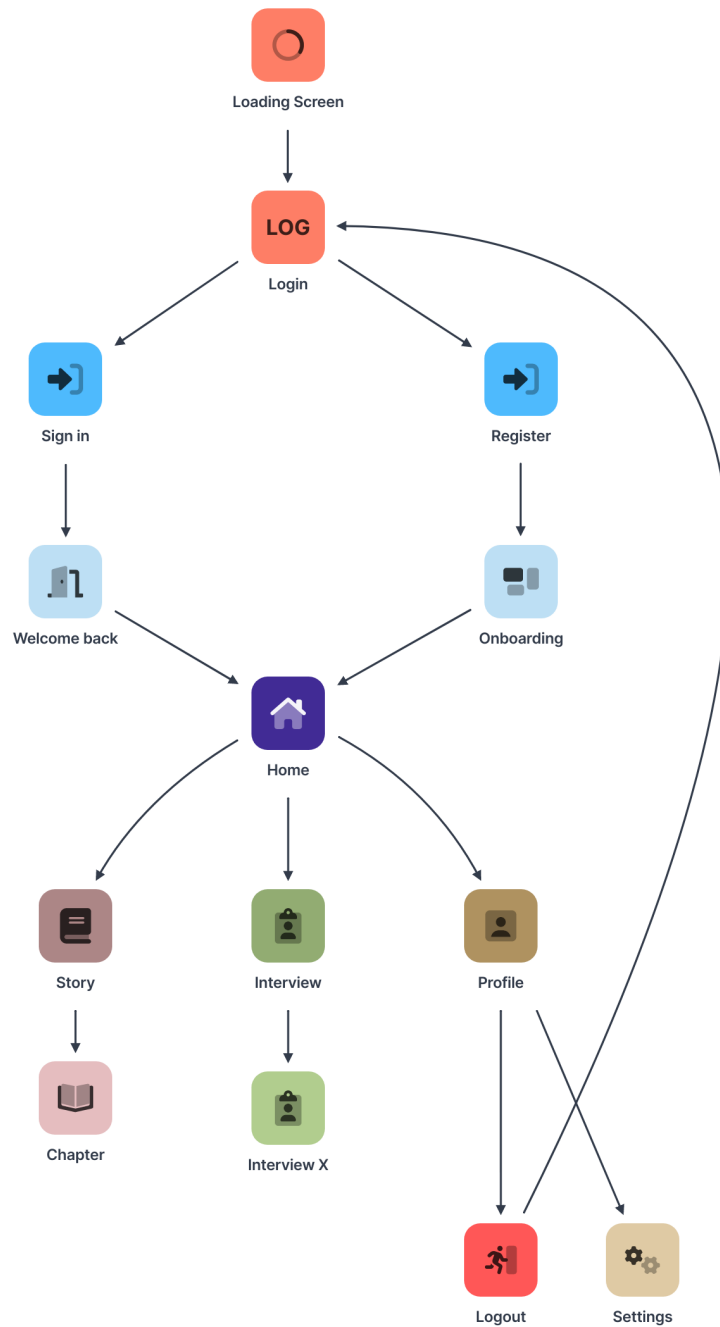 Loading Screen
LOG
Login
Sign in
Register
Welcome back
Onboarding
Home
Story
Interview
Profile
Chapter
Interview X
Logout
Settings